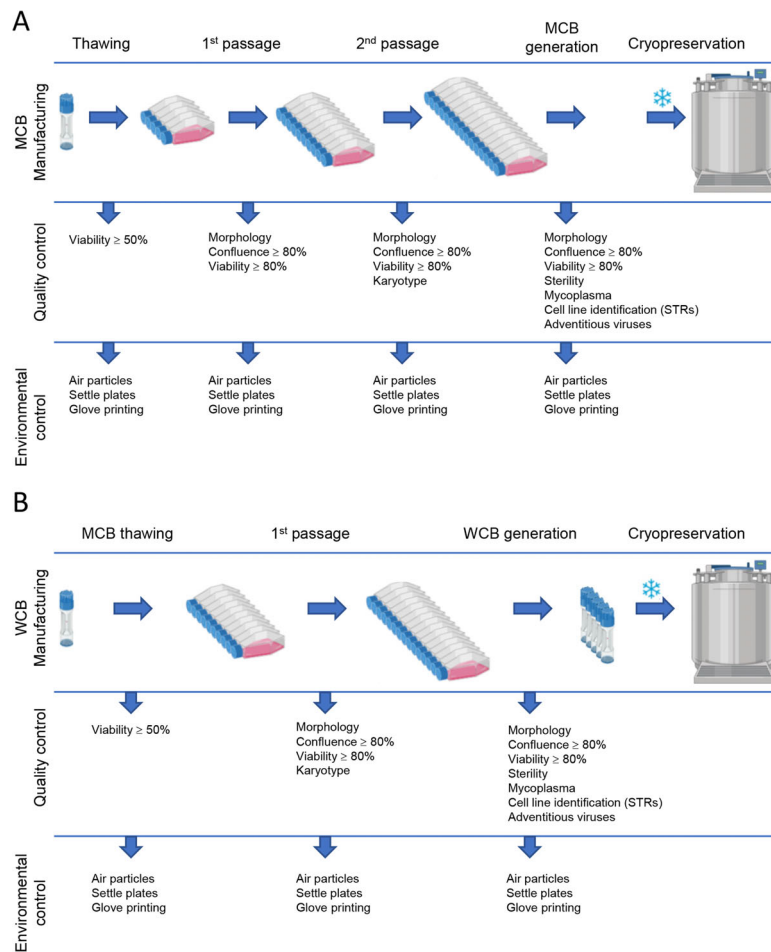 A
Thawing
1st passage
2nd passage
MCB
generation
Cryopreservation
MCB
Manufacturing
Quality control
Viability ≥ 50%
Morphology
Confluence ≥ 80%
Viability ≥ 80%
Morphology
Confluence ≥ 80%
Viability ≥ 80%
Karyotype
Morphology
Confluence ≥ 80%
Viability ≥ 80%
Sterility
Mycoplasma
Cell line identification (STRs)
Adventitious viruses
Environmental
control
Air particles
Settle plates
Glove printing
Air particles
Settle plates
Glove printing
Air particles
Settle plates
Glove printing
Air particles
Settle plates
Glove printing
B
MCB thawing
1st passage
WCB generation
Cryopreservation
WCB
Manufacturing
Quality control
Viability ≥ 50%
Morphology
Confluence ≥ 80%
Viability ≥ 80%
Karyotype
Morphology
Confluence ≥ 80%
Viability ≥ 80%
Sterility
Mycoplasma
Cell line identification (STRs)
Adventitious viruses
Environmental
control
Air particles
Settle plates
Glove printing
Air particles
Settle plates
Glove printing
Air particles
Settle plates
Glove printing